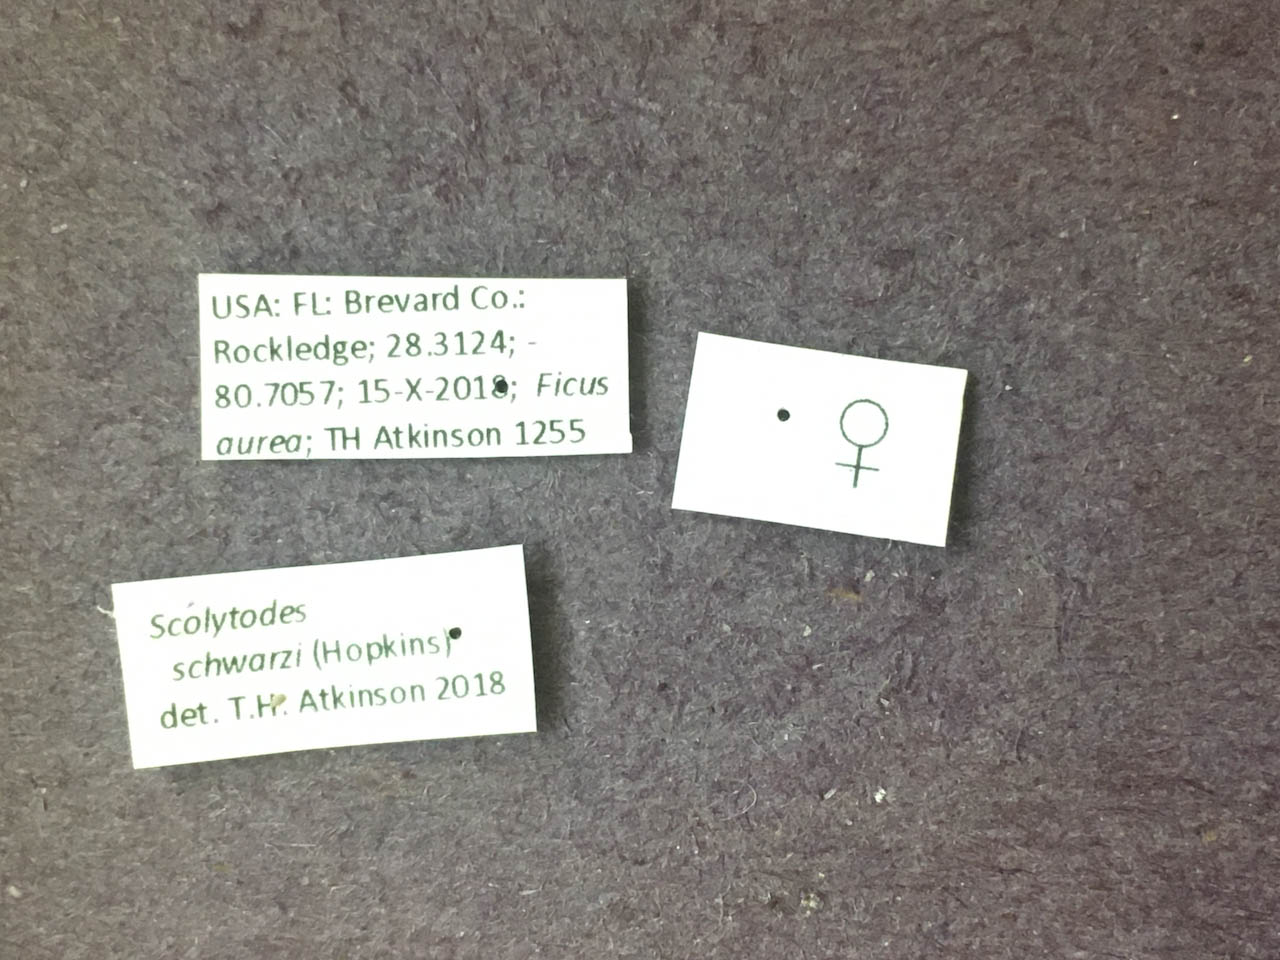 USA: FL: Brevard Co.:
Rockledge; 28.3124; -
80.7057; 15-X-2018; Ficus
aurea; TH Atkinson 1255
♀
Scolytodes
schwarzi (Hopkins)
det. T.H. Atkinson 2018